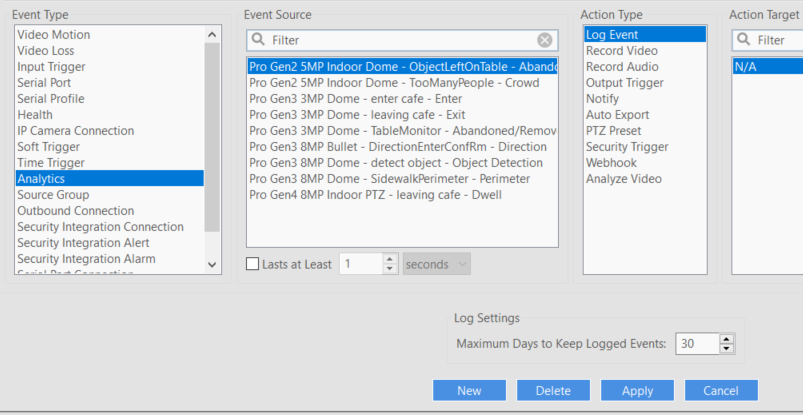 Event Type
Video Motion
Video Loss
Input Trigger
Serial Port
Serial Profile
Health
IP Camera Connection
Soft Trigger
Time Trigger
Analytics
Source Group
Outbound Connection
Security Integration Connection
Security Integration Alert
Security Integration Alarm
Serial Port Connection
Event Source
Filter
Pro Gen2 5MP Indoor Dome - ObjectLeftOnTable - Aband
Pro Gen2 5MP Indoor Dome - TooManyPeople - Crowd
Pro Gen3 3MP Dome - enter cafe - Enter
Pro Gen3 3MP Dome - leaving cafe - Exit
Pro Gen3 3MP Dome - TableMonitor - Abandoned/Remov
Pro Gen3 8MP Bullet - DirectionEnterConfRm - Direction
Pro Gen3 8MP Dome - detect object - Object Detection
Pro Gen3 8MP Dome - SidewalkPerimeter - Perimeter
Pro Gen4 8MP Indoor PTZ - leaving cafe - Dwell
Lasts at Least 1 seconds
Action Type
Log Event
Record Video
Record Audio
Output Trigger
Notify
Auto Export
PTZ Preset
Security Trigger
Webhook
Analyze Video
Action Target
Filter
N/A
Log Settings
Maximum Days to Keep Logged Events: 30
New Delete Apply Cancel